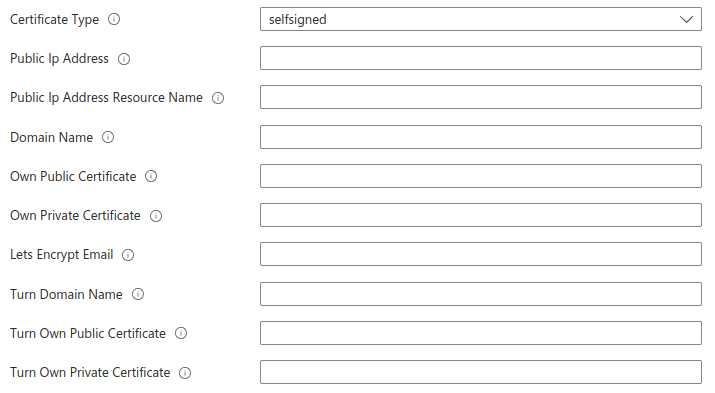 Certificate Type
selfsigned
Public Ip Address
Public Ip Address Resource Name
Domain Name
Own Public Certificate
Own Private Certificate
Lets Encrypt Email
Turn Domain Name
Turn Own Public Certificate
Turn Own Private Certificate